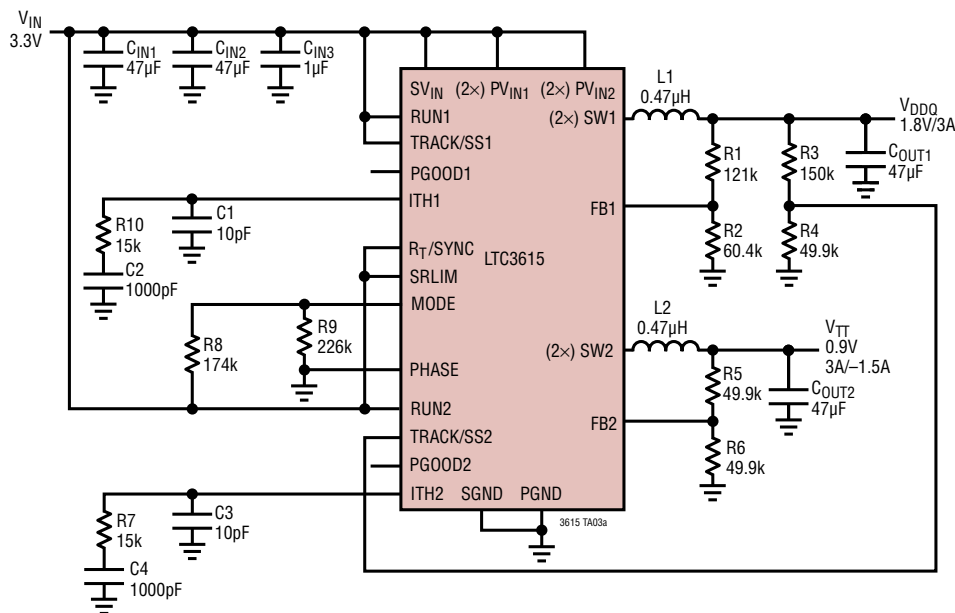 VIN
3.3V
CIN1
47µF
CIN2
47µF
CIN3
1µF
SVIN (2×) PVIN1 (2×) PVIN2
RUN1
TRACK/SS1
PGOOD1
ITH1
RT/SYNC
SRLIM
MODE
PHASE
RUN2
TRACK/SS2
PGOOD2
ITH2
SGND PGND
LTC3615
(2×) SW1
FB1
(2×) SW2
FB2
L1
0.47µH
VDDQ
1.8V/3A
R1
121k
R3
150k
COUT1
47µF
R2
60.4k
R4
49.9k
R10
15k
C1
10pF
C2
1000pF
R8
174k
R9
226k
L2
0.47µH
VTT
0.9V
3A/–1.5A
R5
49.9k
COUT2
47µF
R6
49.9k
R7
15k
C3
10pF
C4
1000pF
3615 TA03a